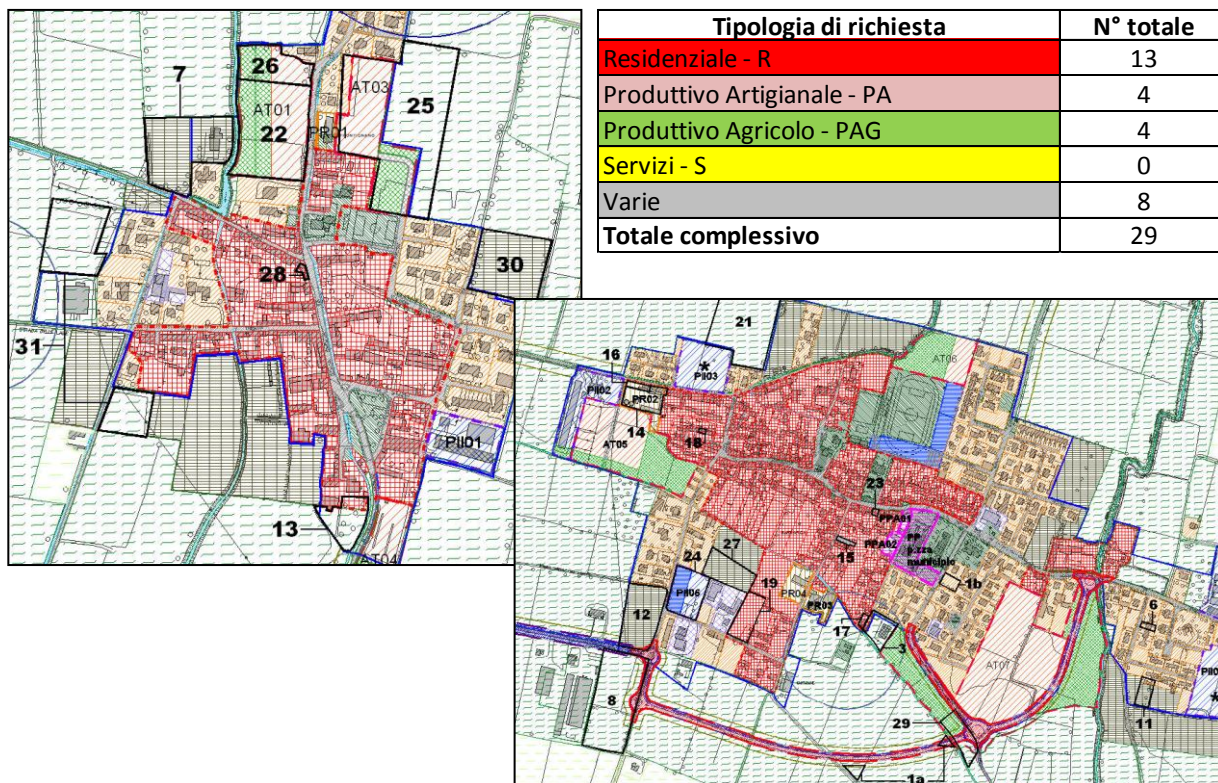 26
7
AT03
25
AT01
22
PR01
28
30
31
PII01
13
AT04
Tipologia di richiesta N° totale
Residenziale - R 13
Produttivo Artigianale - PA 4
Produttivo Agricolo - PAG 4
Servizi - S 0
Varie 8
Totale complessivo 29
21
16
AT06
PII03
PII02
PR02
14
AT05
18
23
PPA01
27
24
PPA02
PP
p.zza
municipio
15
1b
PII06
19
PR04
6
12
PR03
17
3
AT07
8
11
29
1a